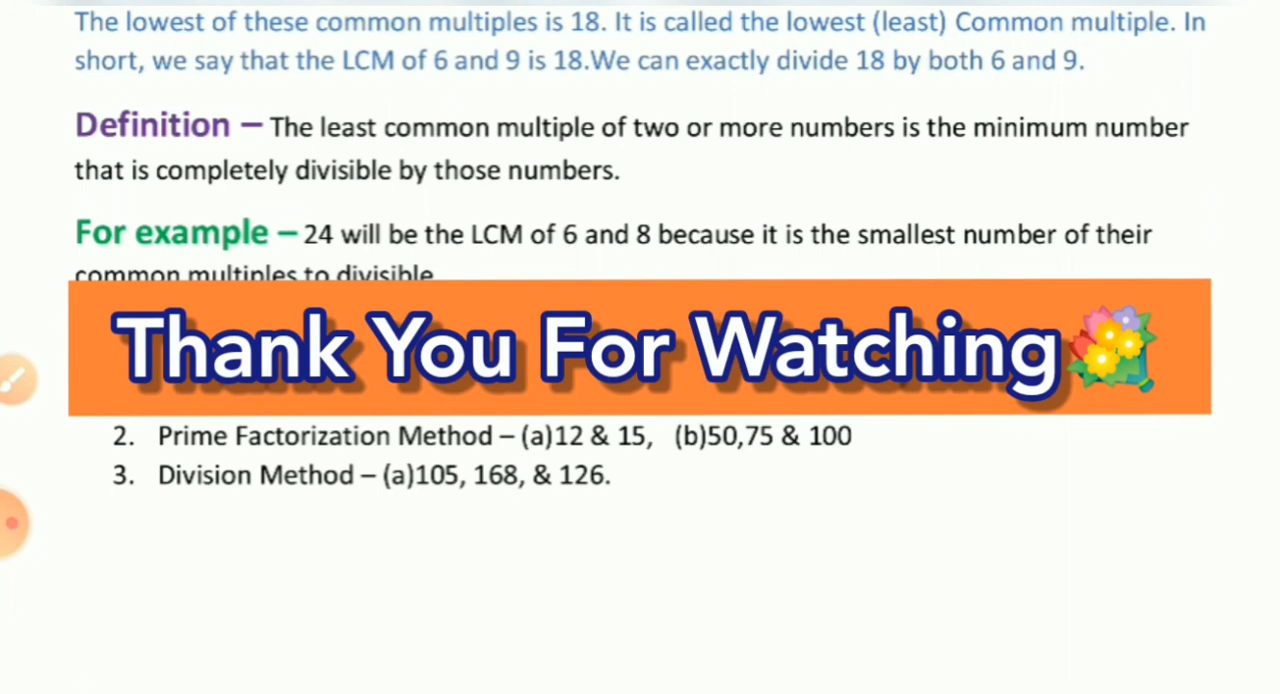 The lowest of these common multiples is 18. It is called the lowest (least) Common multiple. In
short, we say that the LCM of 6 and 9 is 18.We can exactly divide 18 by both 6 and 9.
Definition – The least common multiple of two or more numbers is the minimum number
that is completely divisible by those numbers.
For example – 24 will be the LCM of 6 and 8 because it is the smallest number of their
common multiples to divisible
Thank You For Watching💐
2. Prime Factorization Method – (a)12 & 15, (b)50,75 & 100
3. Division Method – (a)105, 168, & 126.